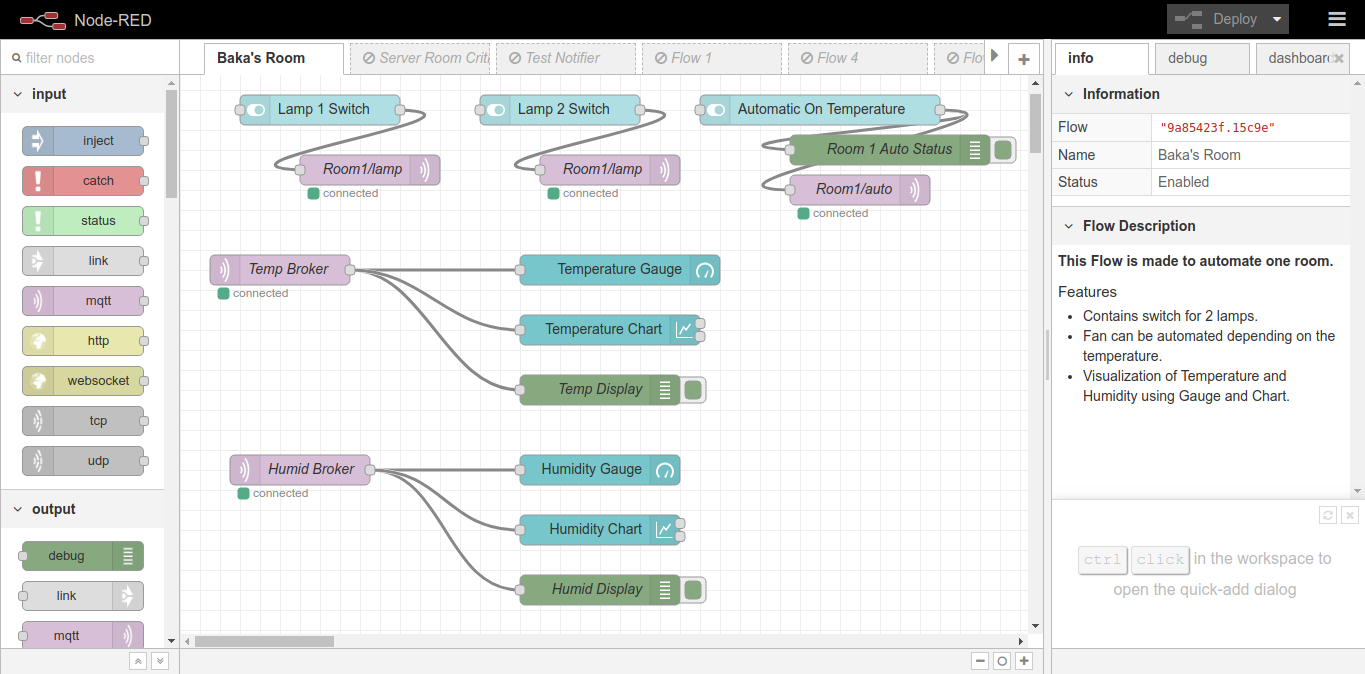 Node-RED
Deploy
filter nodes
input
inject
catch
status
link
mqtt
http
websocket
tcp
udp
output
debug
link
mqtt
Baka's Room
Server Room Crit
Test Notifier
Flow 1
Flow 4
Flo
Lamp 1 Switch
Lamp 2 Switch
Automatic On Temperature
Room 1 Auto Status
Room1/lamp
connected
Room1/lamp
connected
Room1/auto
connected
Temp Broker
connected
Temperature Gauge
Temperature Chart
Temp Display
Humid Broker
connected
Humidity Gauge
Humidity Chart
Humid Display
info
debug
dashboard
Information
Flow "9a85423f.15c9e"
Name Baka's Room
Status Enabled
Flow Description
This Flow is made to automate one room.
Features
Contains switch for 2 lamps.
Fan can be automated depending on the
temperature.
Visualization of Temperature and
Humidity using Gauge and Chart.
ctrl click in the workspace to
open the quick-add dialog